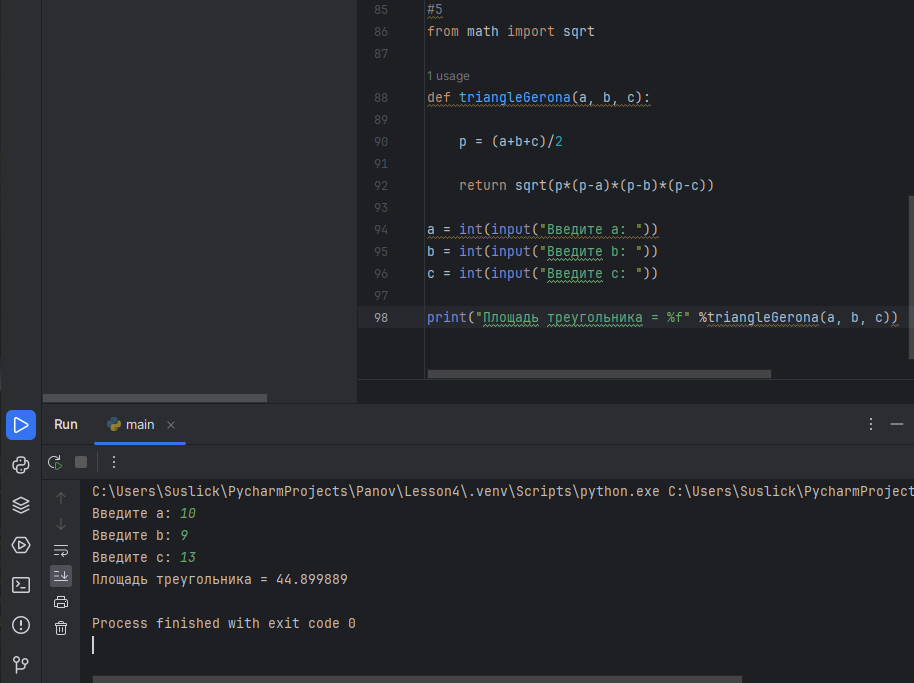 85 #5
86 from math import sqrt
87
1 usage
88 def triangleGerona(a, b, c):
89
90 p = (a+b+c)/2
91
92 return sqrt(p*(p-a)*(p-b)*(p-c))
93
94 a = int(input("Введите a: "))
95 b = int(input("Введите b: "))
96 c = int(input("Введите c: "))
97
98 print("Площадь треугольника = %f" %triangleGerona(a, b, c))
Run main
C:\Users\Suslick\PycharmProjects\Panov\Lesson4\.venv\Scripts\python.exe C:\Users\Suslick\PycharmProject
Введите a: 10
Введите b: 9
Введите c: 13
Площадь треугольника = 44.899889
Process finished with exit code 0